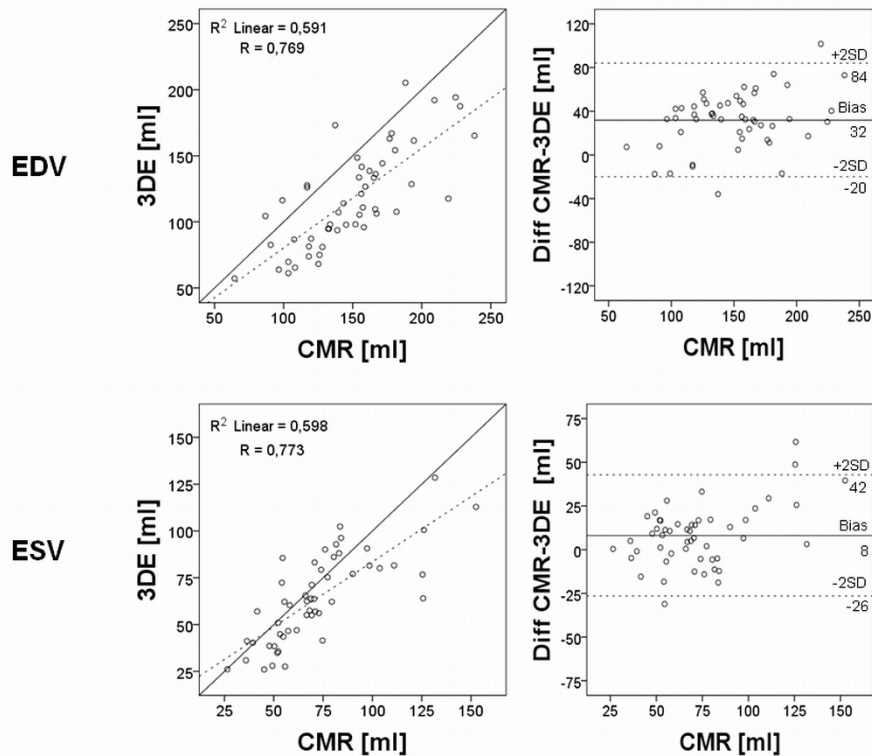 EDV
R² Linear = 0,591
R = 0,769
3DE [ml]
250
200
150
100
50
50 100 150 200 250
CMR [ml]
Diff CMR-3DE [ml]
120
80
40
0
-40
-80
-120
+2SD
84
Bias
32
-2SD
-20
50 100 150 200 250
CMR [ml]
ESV
R² Linear = 0,598
R = 0,773
3DE [ml]
150
125
100
75
50
25
25 50 75 100 125 150
CMR [ml]
Diff CMR-3DE [ml]
75
50
25
0
-25
-50
-75
+2SD
42
Bias
8
-2SD
-26
25 50 75 100 125 150
CMR [ml]